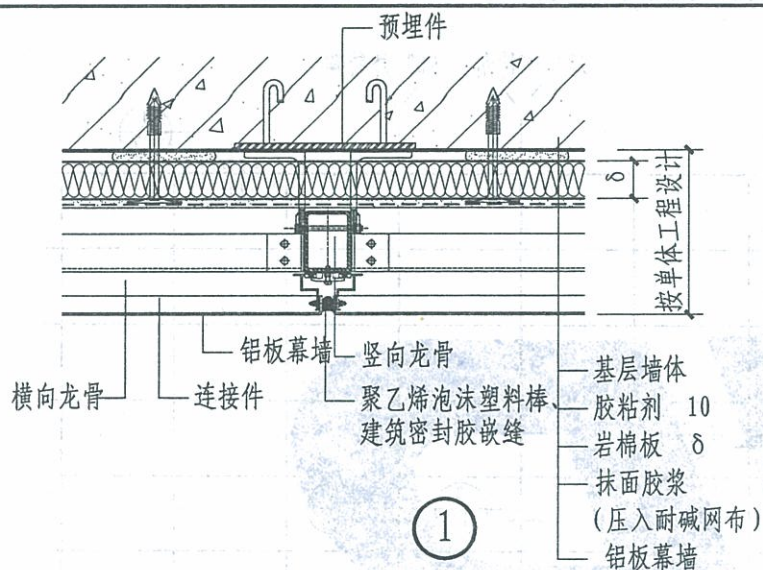 预埋件
δ
按单体工程设计
铝板幕墙
竖向龙骨
横向龙骨
连接件
聚乙烯泡沫塑料棒、
建筑密封胶嵌缝
基层墙体
胶粘剂 10
岩棉板 δ
抹面胶浆
(压入耐碱网布)
铝板幕墙
1